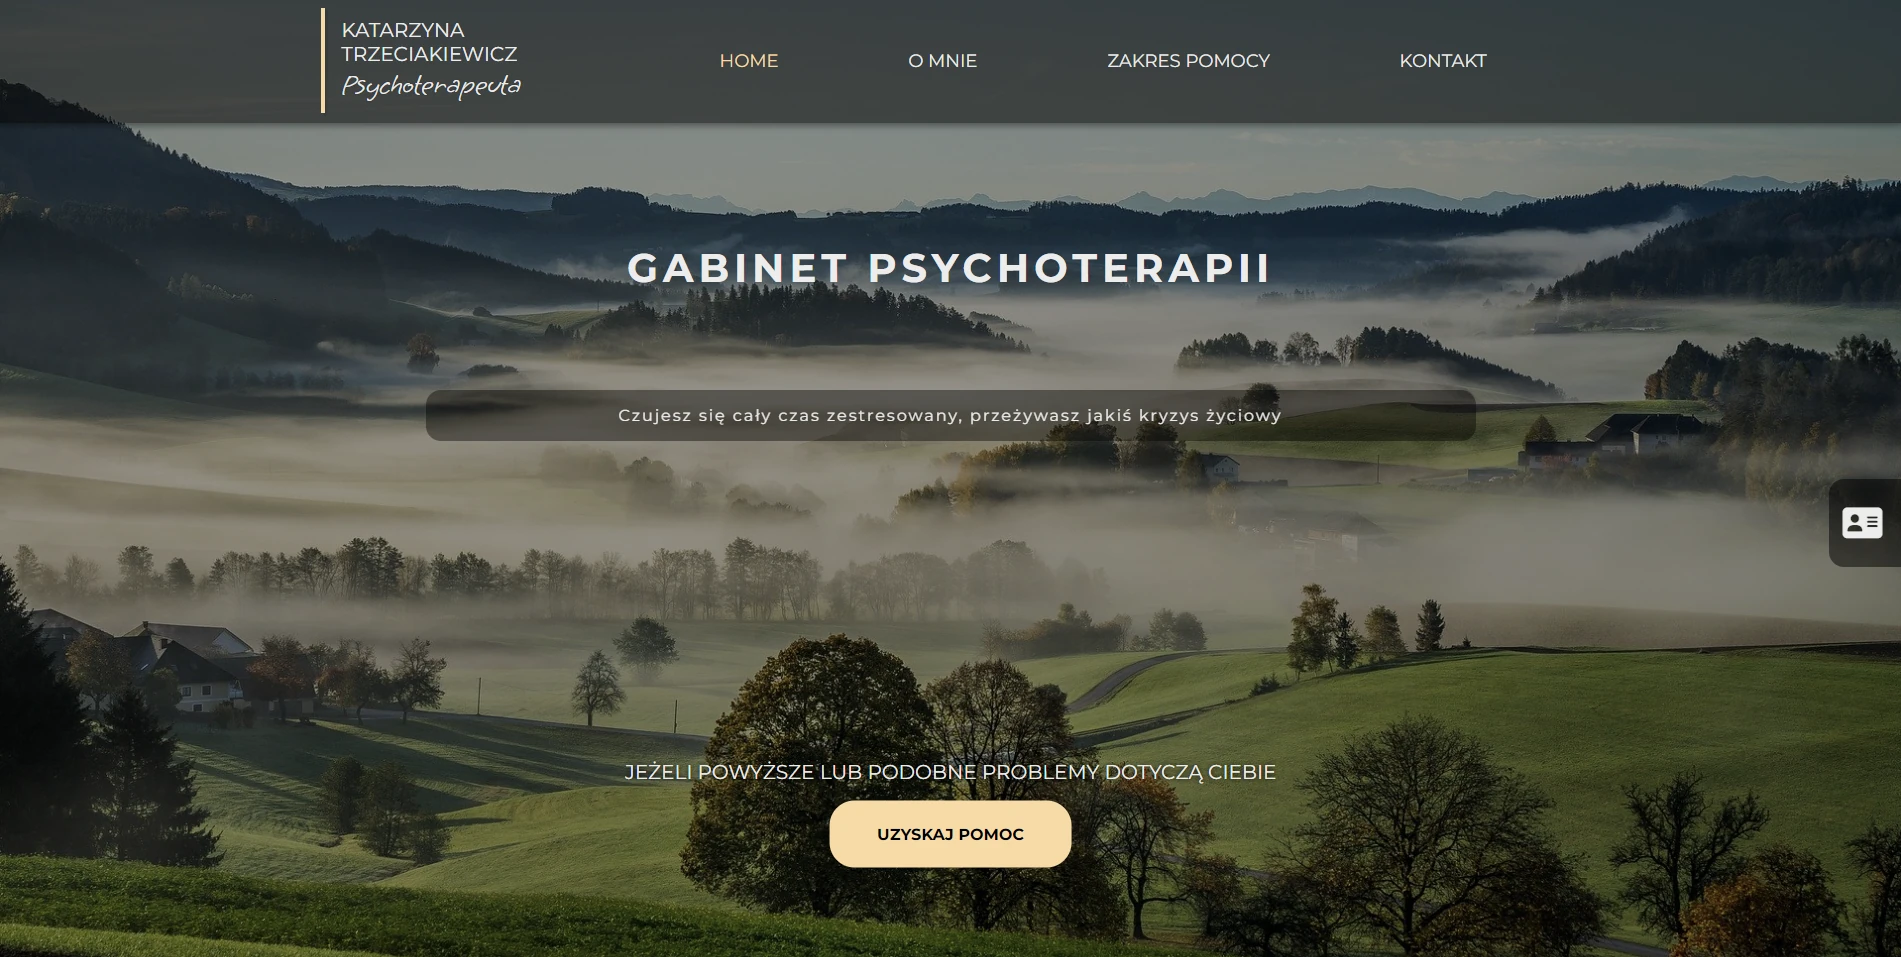 KATARZYNA
TRZECIAKIEWICZ
Psychoterapeuta
HOME
O MNIE
ZAKRES POMOCY
KONTAKT
GABINET PSYCHOTERAPII
Czujesz się cały czas zestresowany, przeżywasz jakiś kryzys życiowy
JEŻELI POWYŻSZE LUB PODOBNE PROBLEMY DOTYCZĄ CIEBIE
UZYSKAJ POMOC